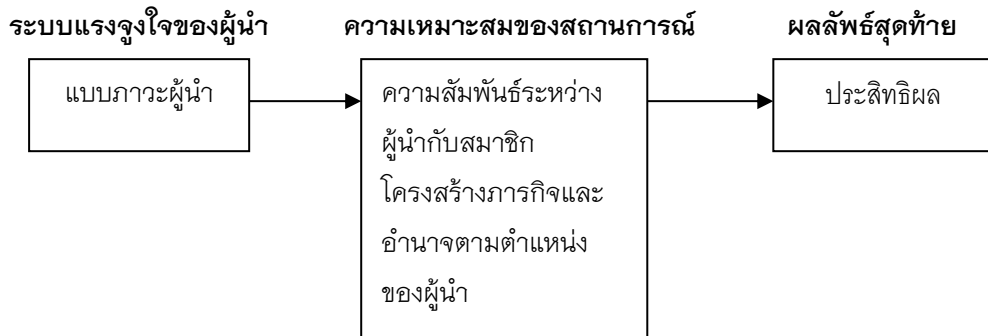 ระบบแรงจูงใจของผู้นำ
ความเหมาะสมของสถานการณ์
ผลลัพธ์สุดท้าย
แบบภาวะผู้นำ
ความสัมพันธ์ระหว่าง
ผู้นำกับสมาชิก
โครงสร้างภารกิจและ
อำนาจตามตำแหน่ง
ของผู้นำ
ประสิทธิผล